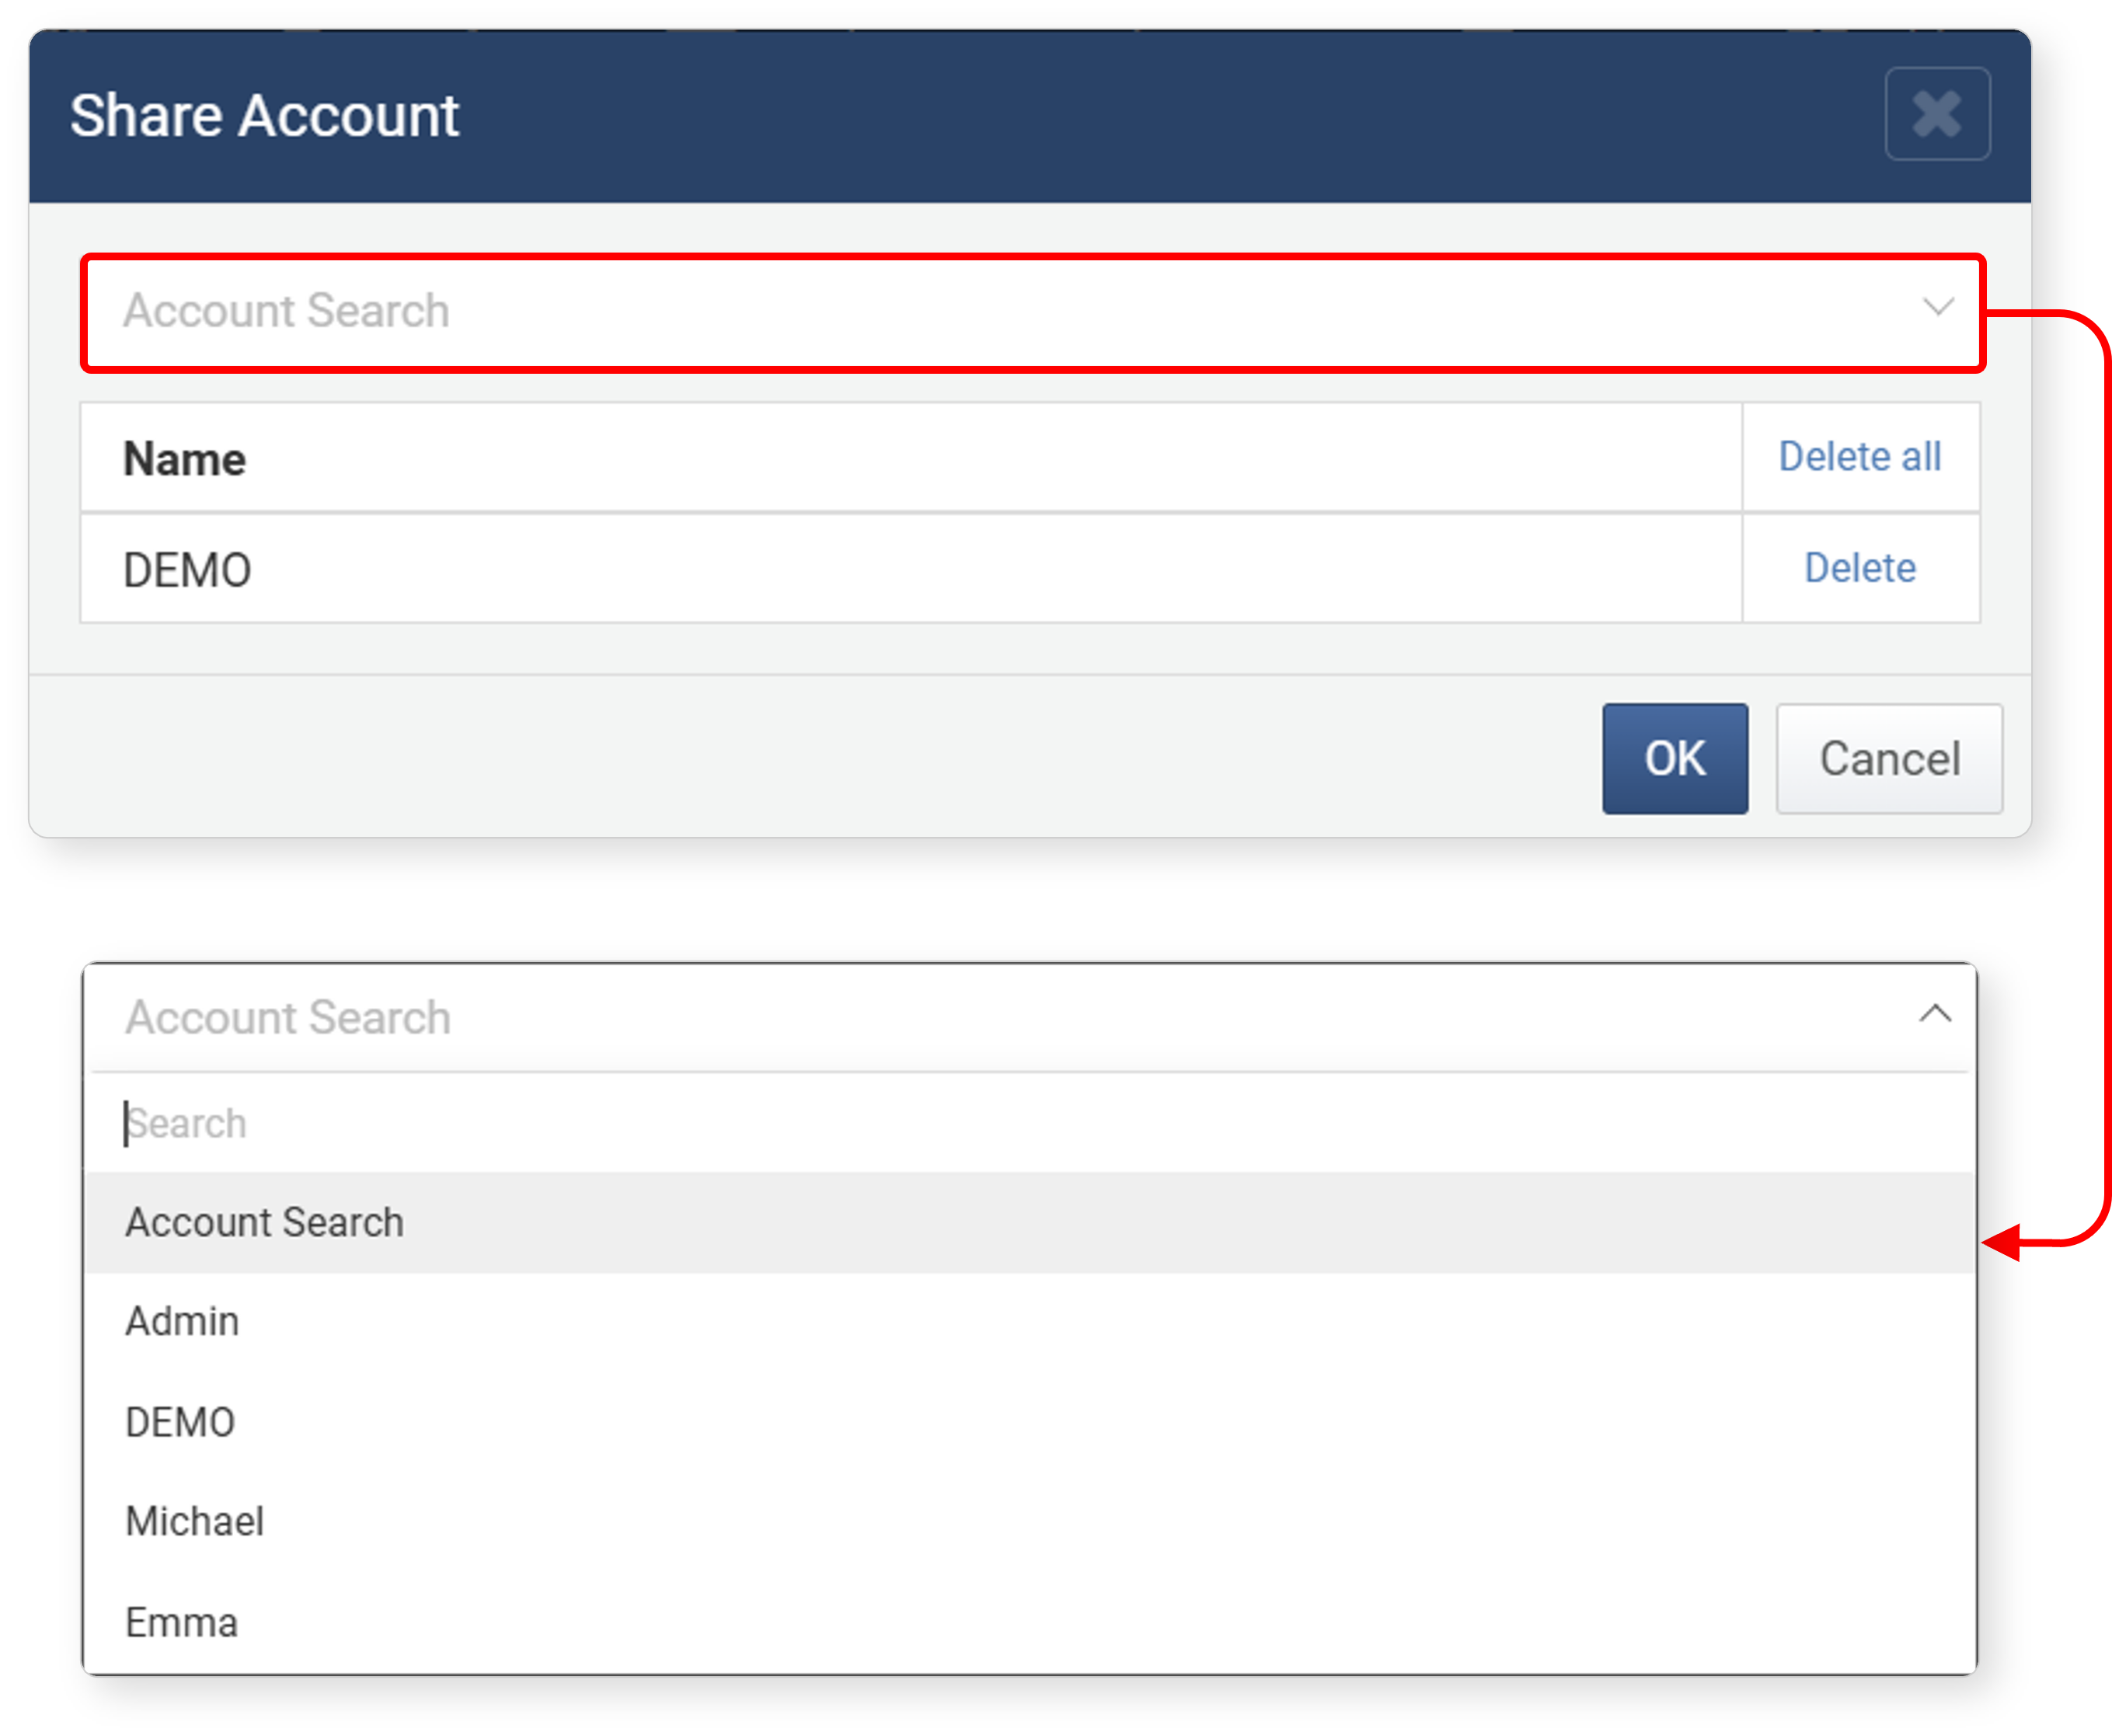 Share Account
Account Search
Name Delete all
DEMO Delete
OK Cancel
Account Search
Search
Account Search
Admin
DEMO
Michael
Emma